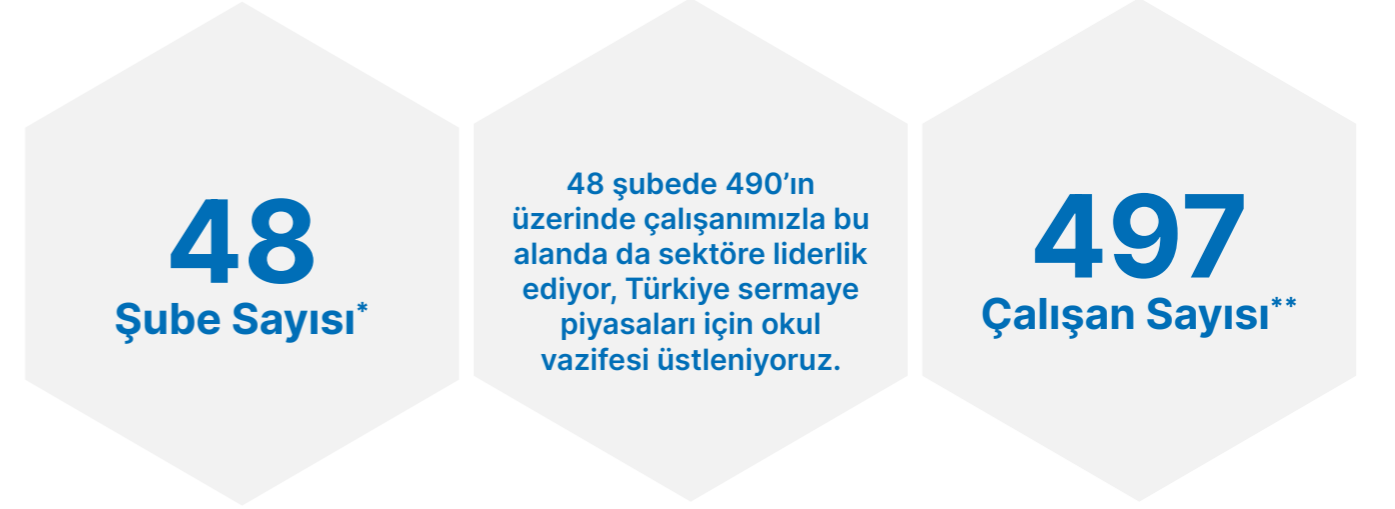 48
Şube Sayısı*
48 şubede 490’ın
üzerinde çalışanımızla bu
alanda da sektöre liderlik
ediyor, Türkiye sermaye
piyasaları için okul
vazifesi üstleniyoruz.
497
Çalışan Sayısı**